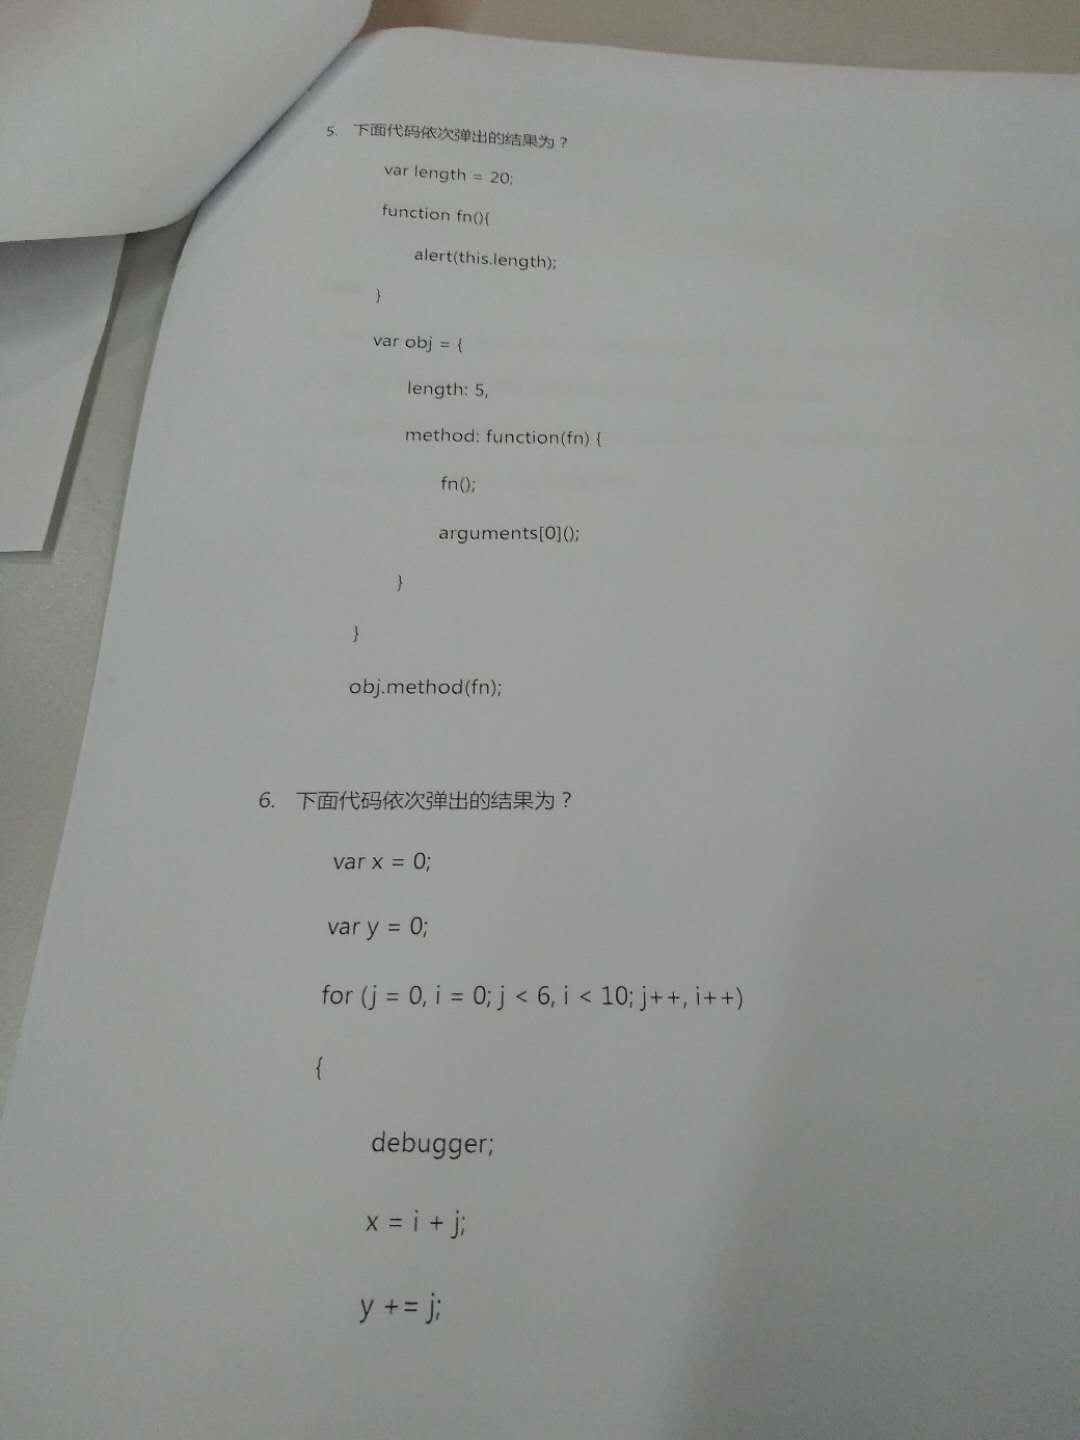 5. 下面代码依次弹出的结果为？
var length = 20;
function fn(){
alert(this.length);
}
var obj = {
length: 5,
method: function(fn) {
fn();
arguments[0]();
}
}
obj.method(fn);
6. 下面代码依次弹出的结果为？
var x = 0;
var y = 0;
for (j = 0, i = 0; j < 6, i < 10; j++, i++)
{
debugger;
x = i + j;
y += j;